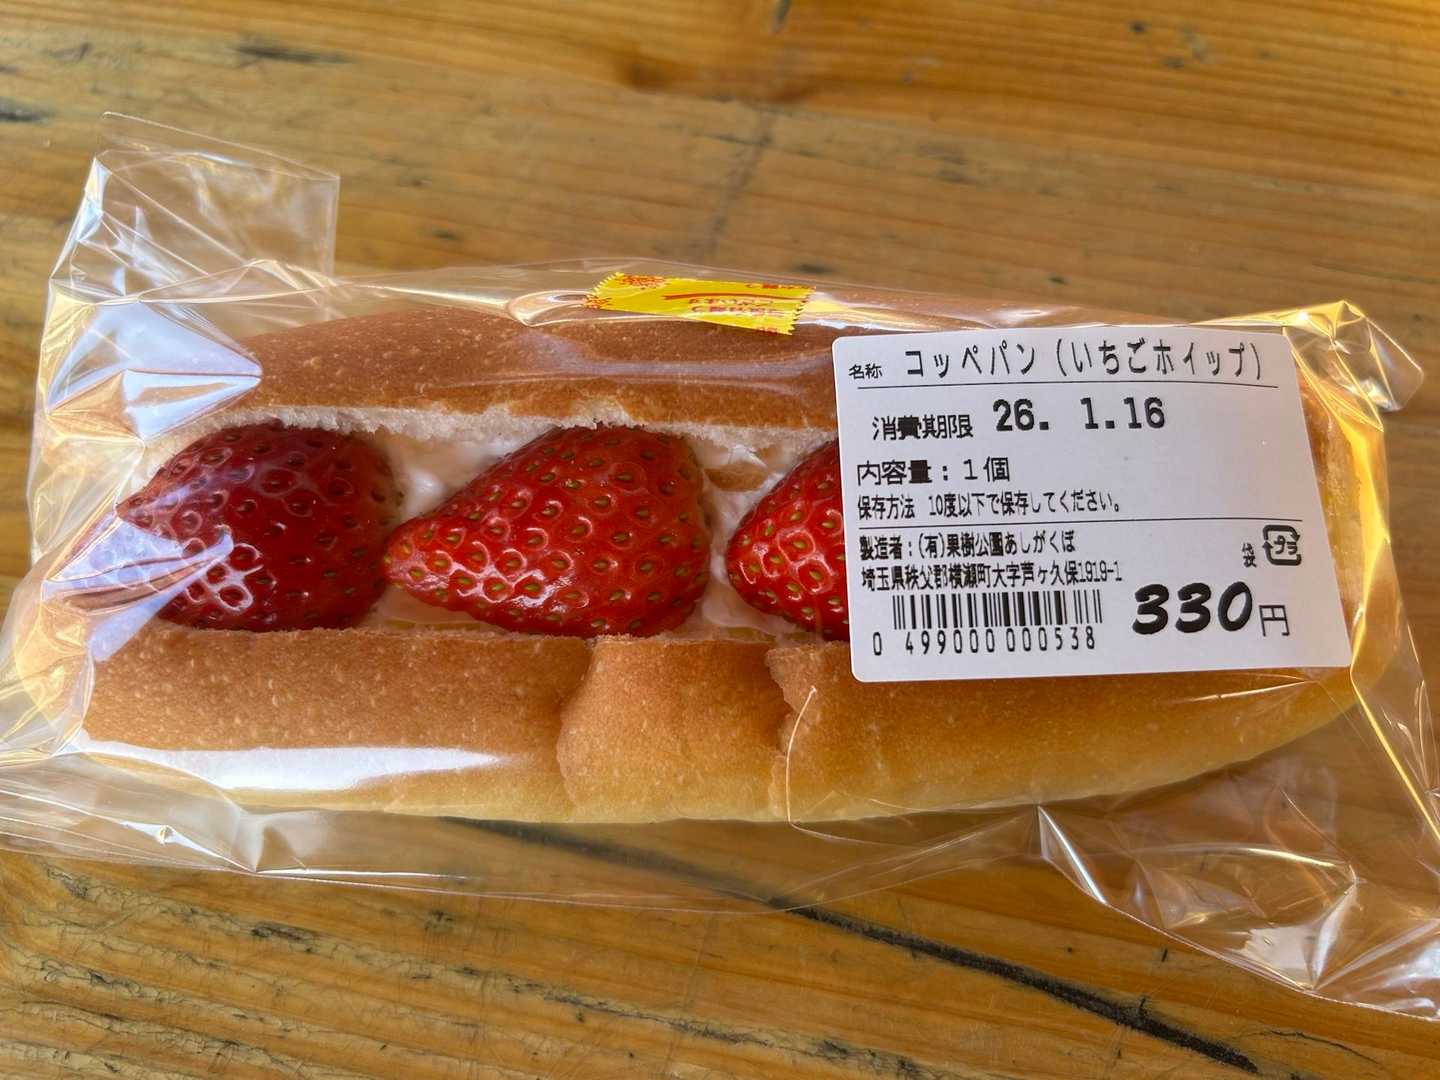 名称 コッペパン(いちごホイップ)
消費期限 26. 1.16
内容量:1個
保存方法 10度以下で保存してください。
製造者:(有)果樹公園あしがくぼ
埼玉県秩父郡横瀬町大字芦ヶ久保1919-1
袋 プラ
0 499000 000538
330円